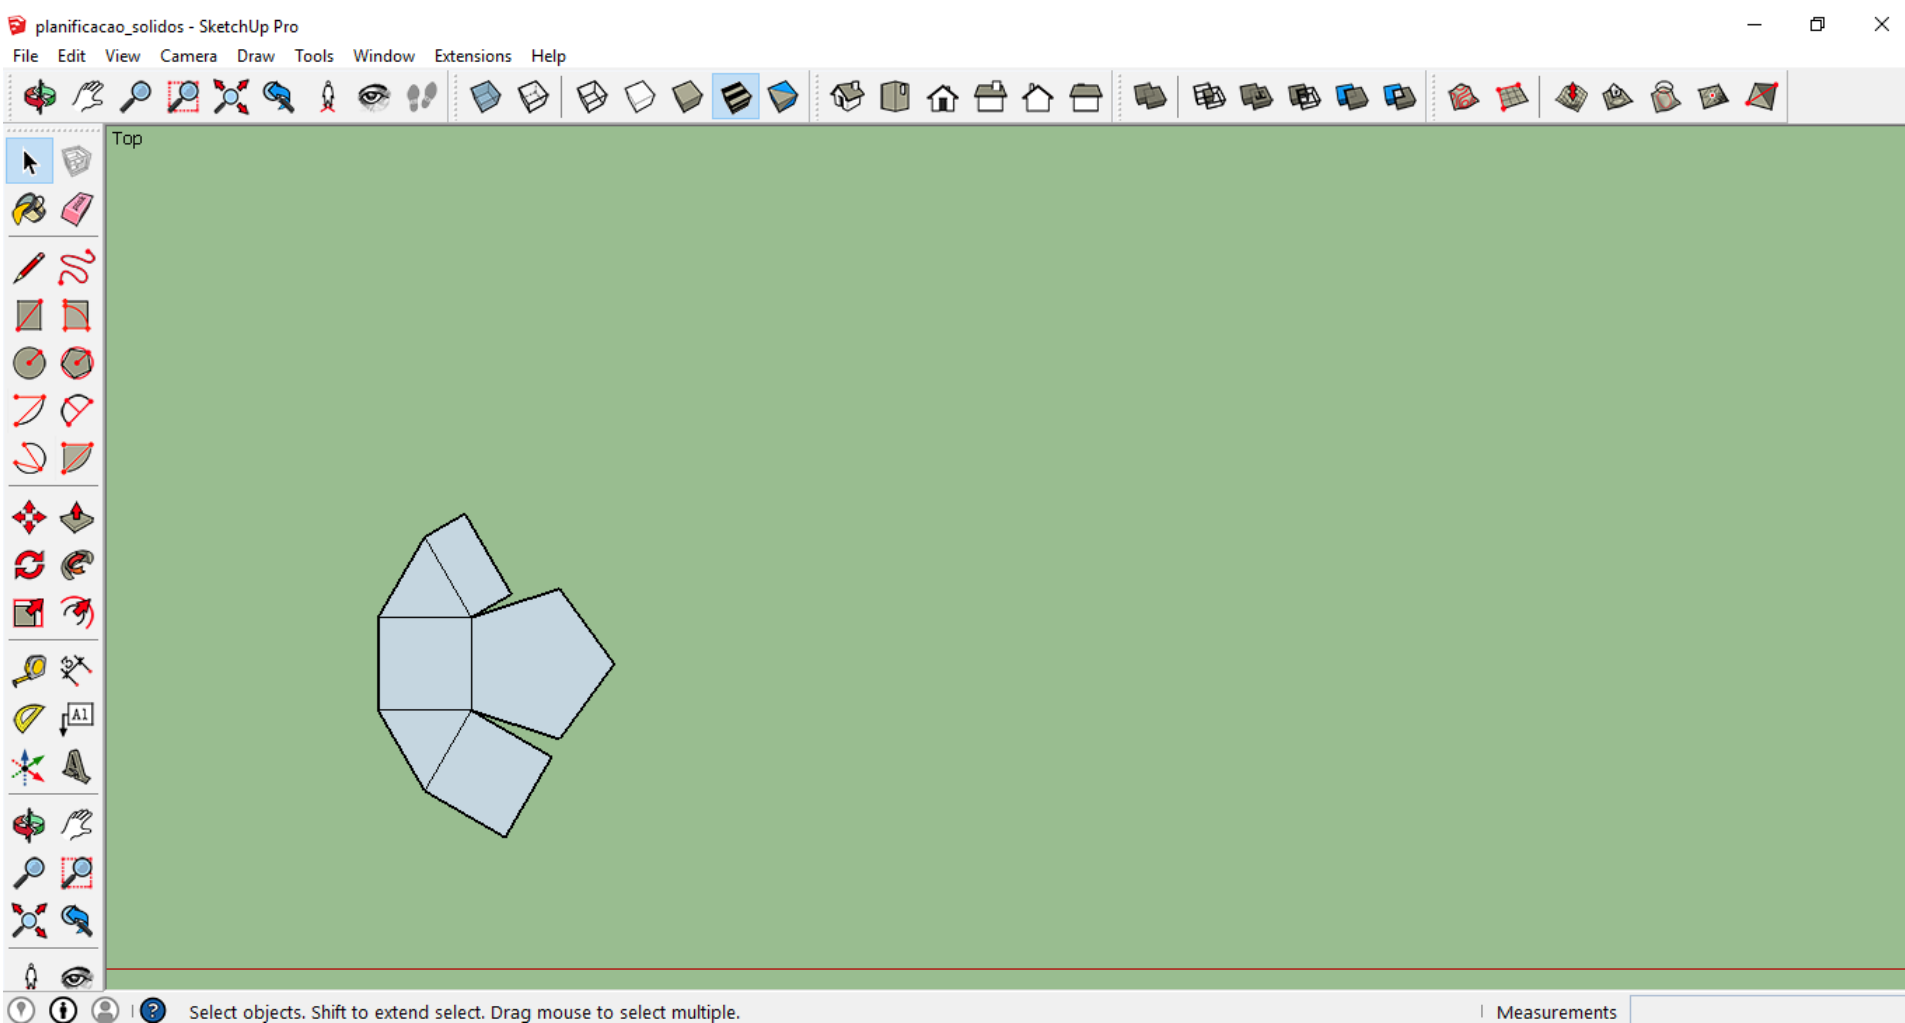 planificacao_solidos - SketchUp Pro
File Edit View Camera Draw Tools Window Extensions Help
Top
A1
Select objects. Shift to extend select. Drag mouse to select multiple.
Measurements